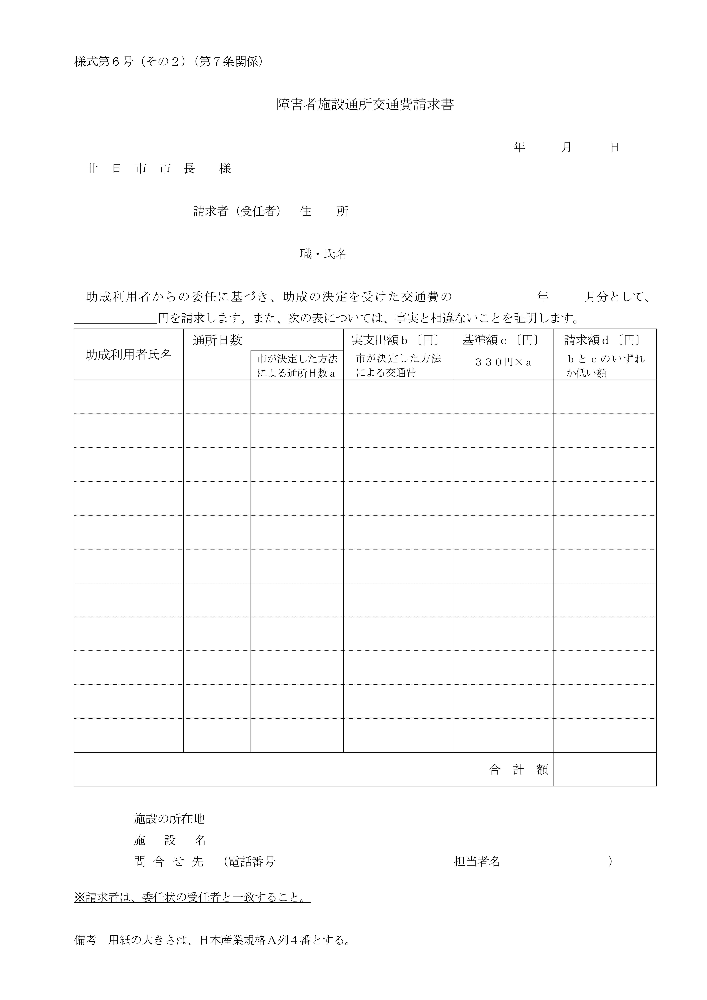 様式第６号（その２）（第７条関係）
障害者施設通所交通費請求書
年　　　月　　　日
廿　日　市　市　長　　様
請求者（受任者）　住　　所
職・氏名
助成利用者からの委任に基づき、助成の決定を受けた交通費の　　　　　　　年　　　月分として、
＿＿＿＿＿＿＿円を請求します。また、次の表については、事実と相違ないことを証明します。
助成利用者氏名
通所日数
市が決定した方法
による通所日数ａ
実支出額ｂ〔円〕
市が決定した方法
による交通費
基準額ｃ〔円〕
３３０円×ａ
請求額ｄ〔円〕
ｂとｃのいずれ
か低い額
合　計　額
施設の所在地
施　設　名
問合せ先　（電話番号　　　　　　　　　　　　　　　担当者名　　　　　　　　　）
※請求者は、委任状の受任者と一致すること。
備考　用紙の大きさは、日本産業規格Ａ列４番とする。